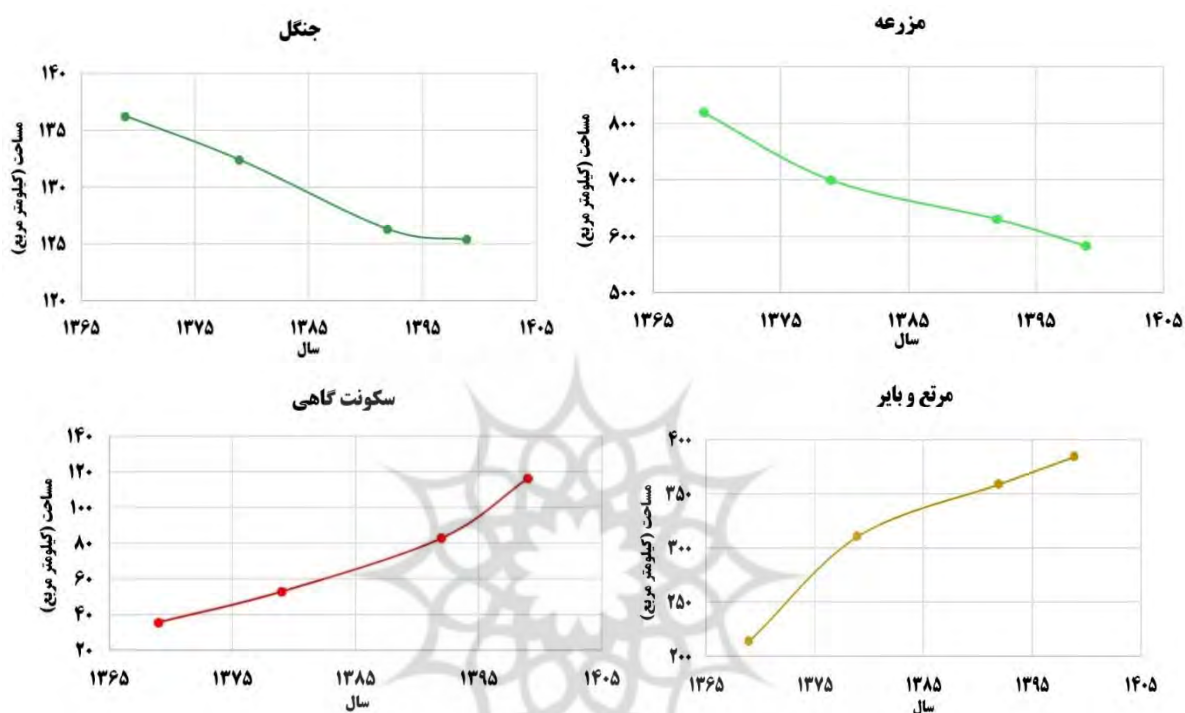 مزرعه
مساحت (کیلومتر مربع)
۹۰۰
۸۰۰
۷۰۰
۶۰۰
۵۰۰
۱۳۶۵ ۱۳۷۵ ۱۳۸۵ ۱۳۹۵ ۱۴۰۵
سال
جنگل
مساحت (کیلومتر مربع)
۱۴۰
۱۳۵
۱۳۰
۱۲۵
۱۲۰
۱۳۶۵ ۱۳۷۵ ۱۳۸۵ ۱۳۹۵ ۱۴۰۵
سال
مرتع و بایر
مساحت (کیلومتر مربع)
۴۰۰
۳۵۰
۳۰۰
۲۵۰
۲۰۰
۱۳۶۵ ۱۳۷۵ ۱۳۸۵ ۱۳۹۵ ۱۴۰۵
سال
سکونت گاهی
مساحت (کیلومتر مربع)
۱۴۰
۱۲۰
۱۰۰
۸۰
۶۰
۴۰
۲۰
۱۳۶۵ ۱۳۷۵ ۱۳۸۵ ۱۳۹۵ ۱۴۰۵
سال